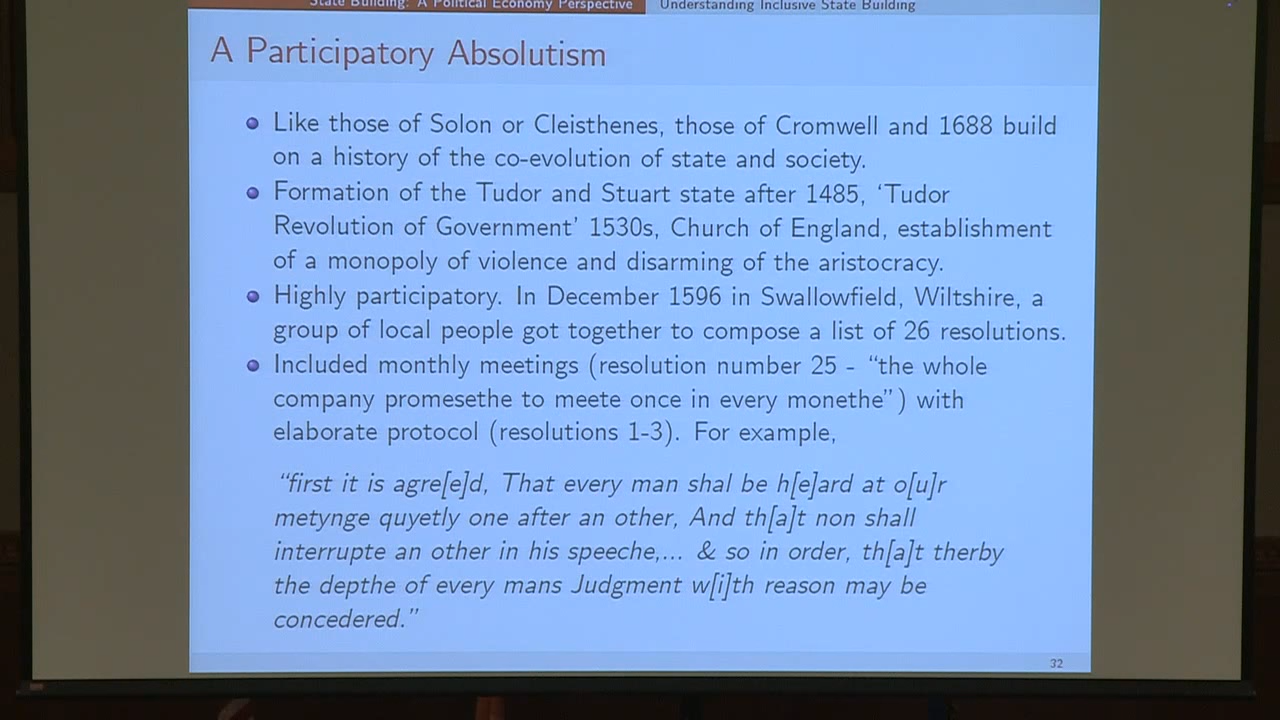 State Building: A Political Economy Perspective
Understanding Inclusive State Building
A Participatory Absolutism
Like those of Solon or Cleisthenes, those of Cromwell and 1688 build
on a history of the co-evolution of state and society.
Formation of the Tudor and Stuart state after 1485, ‘Tudor
Revolution of Government’ 1530s, Church of England, establishment
of a monopoly of violence and disarming of the aristocracy.
Highly participatory. In December 1596 in Swallowfield, Wiltshire, a
group of local people got together to compose a list of 26 resolutions.
Included monthly meetings (resolution number 25 - “the whole
company promesethe to meete once in every monethe”) with
elaborate protocol (resolutions 1-3). For example,
“first it is agre[e]d, That every man shal be h[e]ard at o[u]r
metynge quyetly one after an other, And th[a]t non shall
interrupte an other in his speeche,... & so in order, th[a]t therby
the depthe of every mans Judgment w[i]th reason may be
concedered.”
32